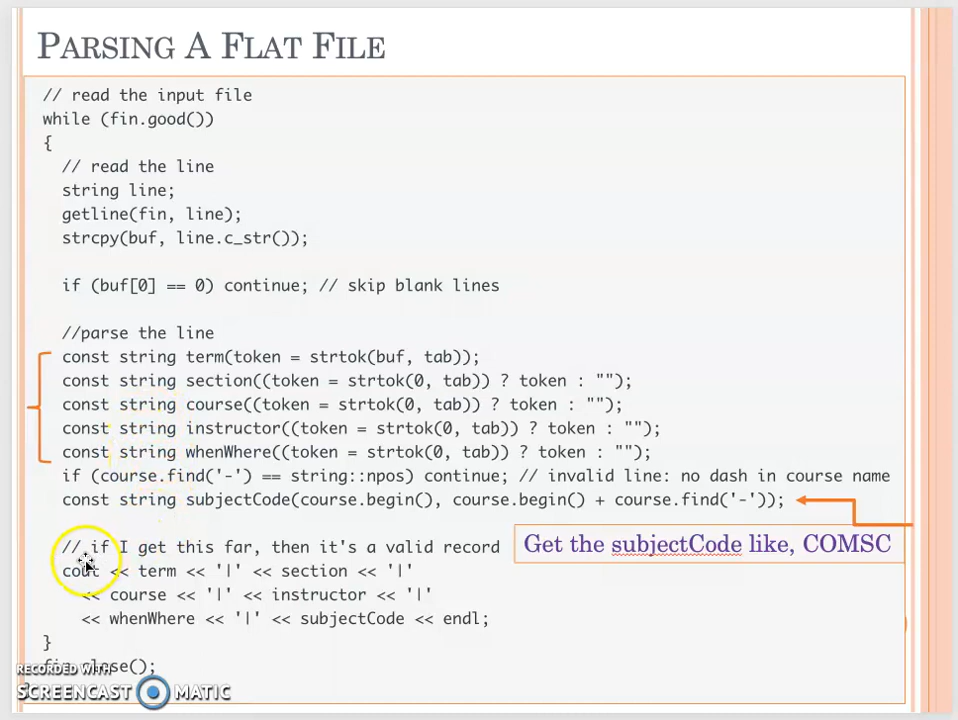 PARSING A FLAT FILE
// read the input file
while (fin.good())
{
// read the line
string line;
getline(fin, line);
strcpy(buf, line.c_str());
if (buf[0] == 0) continue; // skip blank lines
//parse the line
const string term(token = strtok(buf, tab));
const string section((token = strtok(0, tab)) ? token : "");
const string course((token = strtok(0, tab)) ? token : "");
const string instructor((token = strtok(0, tab)) ? token : "");
const string whenWhere((token = strtok(0, tab)) ? token : "");
if (course.find('-') == string::npos) continue; // invalid line: no dash in course name
const string subjectCode(course.begin(), course.begin() + course.find('-'));
// if I get this far, then it's a valid record
Get the subjectCode like, COMSC
cout << term << '|' << section << '|'
<< course << '|' << instructor << '|'
<< whenWhere << '|' << subjectCode << endl;
}
fin.close();
RECORDED WITH
SCREENCAST MATIC